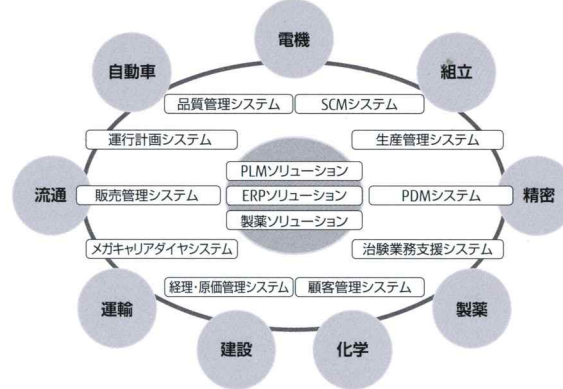 電機
自動車
組立
品質管理システム
SCMシステム
運行計画システム
生産管理システム
PLMソリューション
流通
販売管理システム
ERPソリューション
PDMシステム
精密
製薬ソリューション
メガキャリアダイヤシステム
治験業務支援システム
経理・原価管理システム
顧客管理システム
運輸
製薬
建設
化学